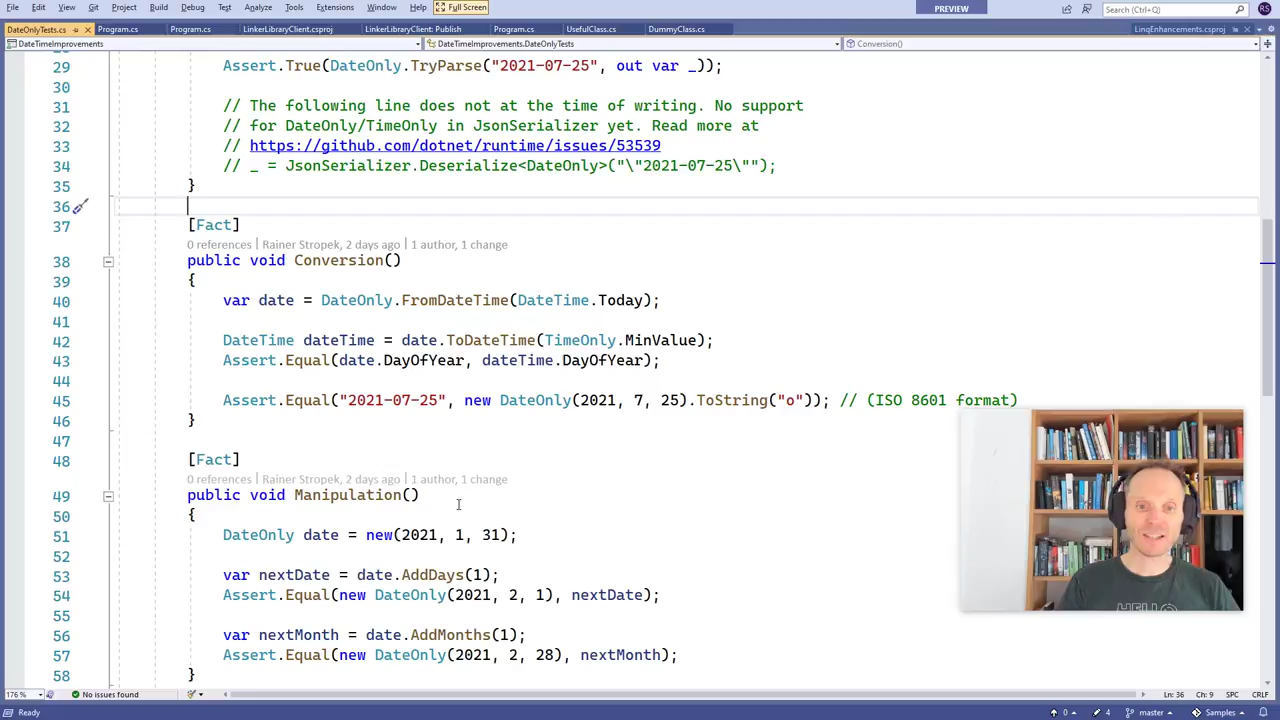 File Edit View Git Project Build Debug Test Analyze Tools Extensions Window Help Full Screen PREVIEW Search (Ctrl+Q) RS
DateOnlyTests.cs Program.cs Program.cs LinkerLibraryClient.csproj LinkerLibraryClient: Publish Program.cs UsefulClass.cs DummyClass.cs LinqEnhancements.csproj
DateTimeImprovements DateTimeImprovements.DateOnlyTests Conversion()
29 Assert.True(DateOnly.TryParse("2021-07-25", out var _));
30
31 // The following line does not at the time of writing. No support
32 // for DateOnly/TimeOnly in JsonSerializer yet. Read more at
33 // https://github.com/dotnet/runtime/issues/53539
34 // _ = JsonSerializer.Deserialize<DateOnly>("\"2021-07-25\"");
35 }
36
37 [Fact]
0 references | Rainer Stropek, 2 days ago | 1 author, 1 change
38 public void Conversion()
39 {
40 var date = DateOnly.FromDateTime(DateTime.Today);
41
42 DateTime dateTime = date.ToDateTime(TimeOnly.MinValue);
43 Assert.Equal(date.DayOfYear, dateTime.DayOfYear);
44
45 Assert.Equal("2021-07-25", new DateOnly(2021, 7, 25).ToString("o")); // (ISO 8601 format)
46 }
47
48 [Fact]
0 references | Rainer Stropek, 2 days ago | 1 author, 1 change
49 public void Manipulation()
50 {
51 DateOnly date = new(2021, 1, 31);
52
53 var nextDate = date.AddDays(1);
54 Assert.Equal(new DateOnly(2021, 2, 1), nextDate);
55
56 var nextMonth = date.AddMonths(1);
57 Assert.Equal(new DateOnly(2021, 2, 28), nextMonth);
58 }
176 % No issues found Ln: 36 Ch: 9 SPC CRLF
Ready 0 4 master Samples